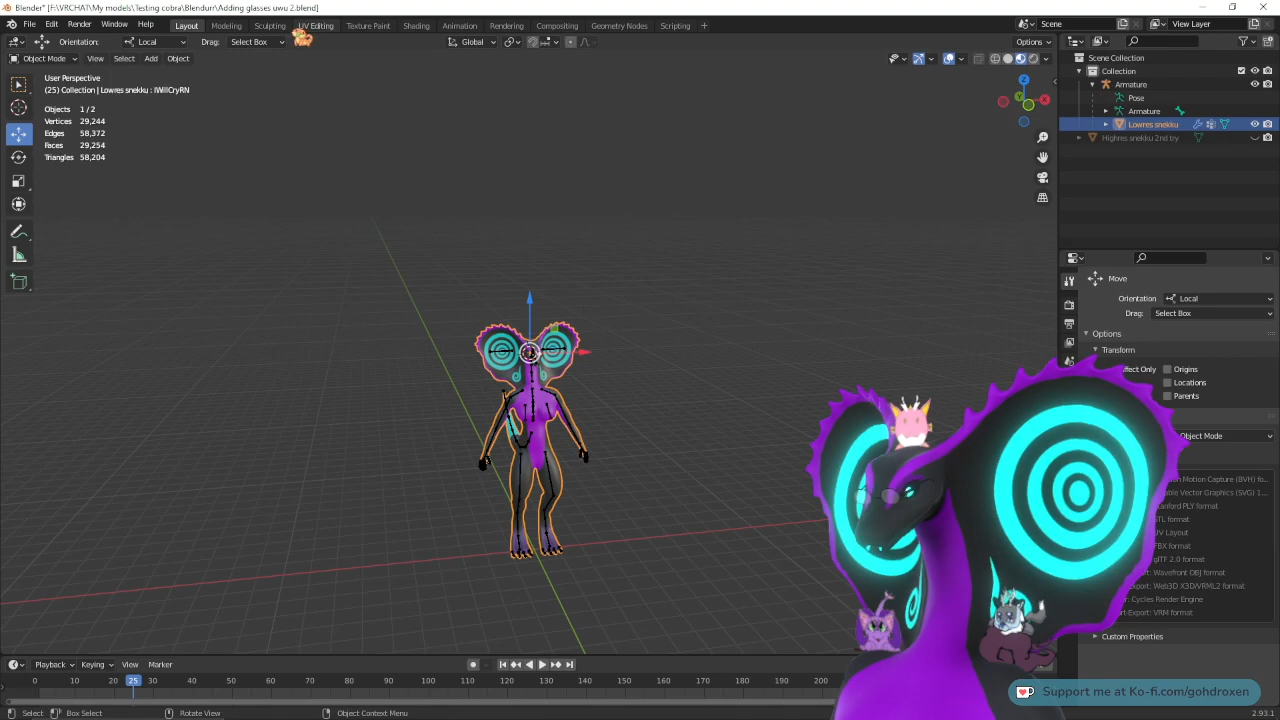 Blender* [F:\VRCHAT\My models\Testing cobra\Blendurr\Adding glasses uwu 2.blend]
File Edit Render Window Help Layout Modeling Sculpting UV Editing Texture Paint Shading Animation Rendering Compositing Geometry Nodes Scripting Scene View Layer
Orientation: Local Drag: Select Box Global Options
Object Mode View Select Add Object
User Perspective
(25) Collection | Lowres snekku : IWillCryRN
Objects 1 / 2
Vertices 29,244
Edges 58,372
Faces 29,254
Triangles 58,204
Scene Collection
Collection
Armature
Pose
Armature
Lowres snekku
Highres snekku 2nd try
Move
Orientation Local
Drag: Select Box
Options
Transform
ffect Only Origins
Locations
Parents
Object Mode
on Motion Capture (BVH) fo...
able Vector Graphics (SVG) 1...
anford PLY format
STL format
UV Layout
FBX format
glTF 2.0 format
port: Wavefront OBJ format
Export: Web3D X3D/VRML2 format
Cycles Render Engine
port-Export: VRM format
Custom Properties
Playback Keying View Marker
0 10 20 25 30 40 50 60 70 80 90 100 110 120 130 140 150 160 170 180 190 200
Support me at Ko-fi.com/gohdroxen
Select Box Select Rotate View Object Context Menu 2.93.1